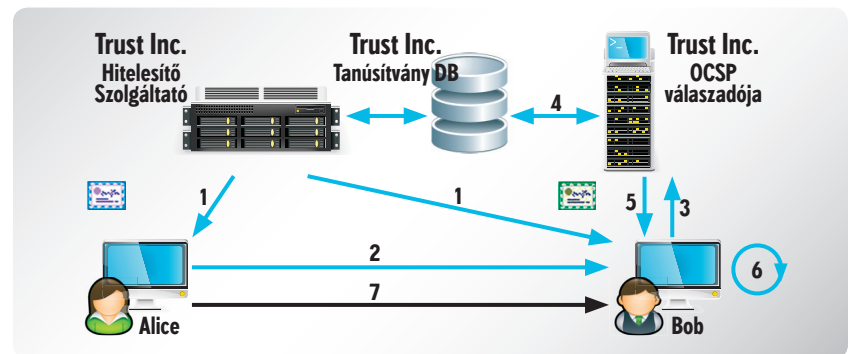 Trust Inc.
Hitelesítő
Szolgáltató
Trust Inc.
Tanúsítvány DB
Trust Inc.
OCSP
válaszadója
4
1
1
5
3
2
6
7
Alice
Bob